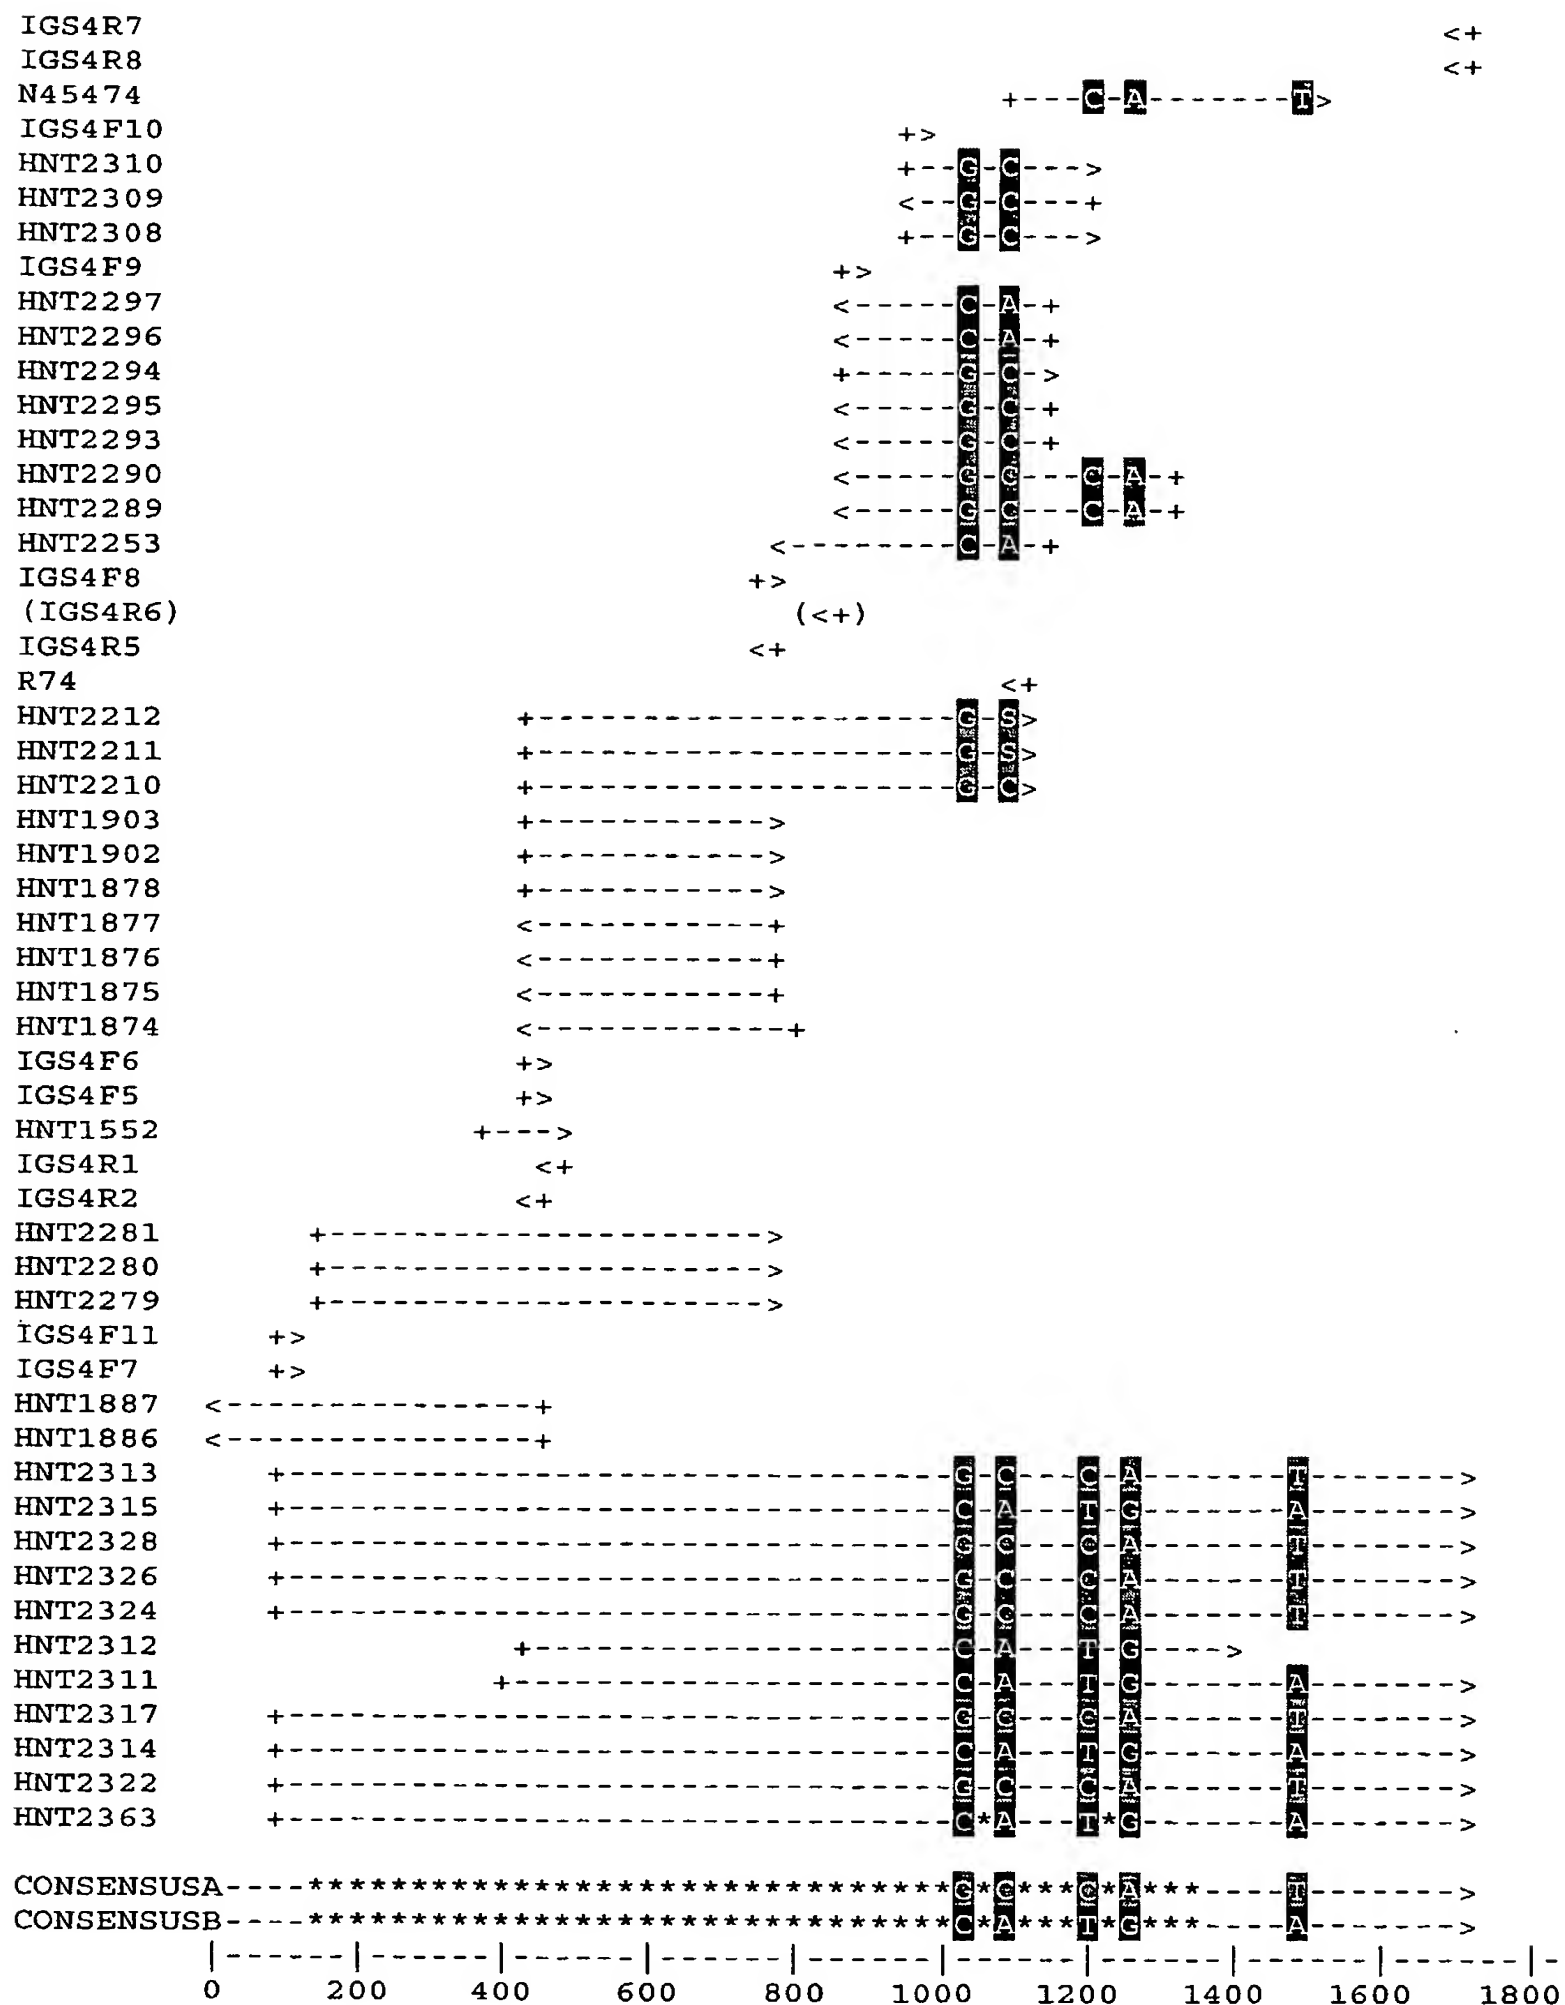 IGS4R7 <+
IGS4R8 <+
N45474 +---C-A-------T>
IGS4F10 +>
HNT2310 +--G-C--->
HNT2309 <--G-C---+
HNT2308 +--G-C--->
IGS4F9 +>
HNT2297 <-----C-A-+
HNT2296 <-----C-A-+
HNT2294 +-----G-C->
HNT2295 <-----G-C-+
HNT2293 <-----G-C-+
HNT2290 <-----G-C---C-A-+
HNT2289 <-----G-C---C-A-+
HNT2253 <--------C-A-+
IGS4F8 +>
(IGS4R6) (<+)
IGS4R5 <+
R74 <+
HNT2212 +--------------------G-S>
HNT2211 +--------------------G-S>
HNT2210 +--------------------G-C>
HNT1903 +----------->
HNT1902 +----------->
HNT1878 +----------->
HNT1877 <-----------+
HNT1876 <-----------+
HNT1875 <-----------+
HNT1874 <------------+
IGS4F6 +>
IGS4F5 +>
HNT1552 +--->
IGS4R1 <+
IGS4R2 <+
HNT2281 +--------------------->
HNT2280 +--------------------->
HNT2279 +--------------------->
IGS4F11 +>
IGS4F7 +>
HNT1887 <---------------+
HNT1886 <---------------+
HNT2313 +--------------------------------G-C---C-A-------T------->
HNT2315 +--------------------------------C-A---T-G-------A------->
HNT2328 +--------------------------------G-C---C-A-------T------->
HNT2326 +--------------------------------G-C---C-A-------T------->
HNT2324 +--------------------------------G-C---C-A-------T------->
HNT2312 +--------------------C-A---T-G---->
HNT2311 +---------------------C-A---T-G-------A------->
HNT2317 +--------------------------------G-C---C-A-------T------->
HNT2314 +--------------------------------C-A---T-G-------A------->
HNT2322 +--------------------------------G-C---C-A-------T------->
HNT2363 +--------------------------------C*A---T*G-------A------->
CONSENSUSA----*******************************G*C***C*A***----T------->
CONSENSUSB----*******************************C*A***T*G***----A------->
|------|------|------|------|------|------|------|------|------|-
0 200 400 600 800 1000 1200 1400 1600 1800